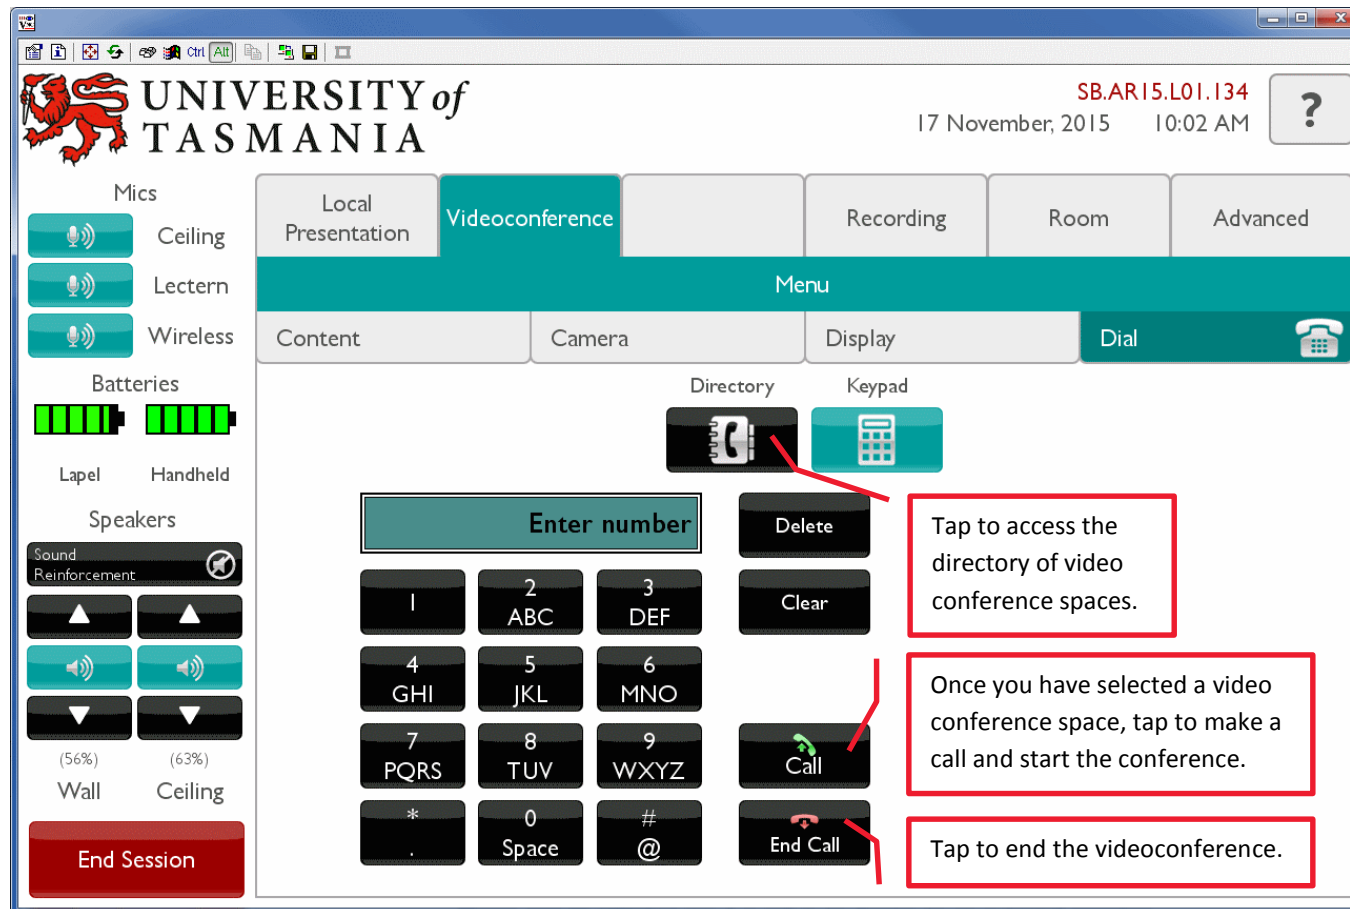 Ctrl Alt
UNIVERSITY of
TASMANIA
SB.AR15.L01.134
17 November, 2015 10:02 AM
?
Mics
Ceiling
Lectern
Wireless
Batteries
Lapel Handheld
Speakers
Sound
Reinforcement
(56%) (63%)
Wall Ceiling
End Session
Local
Presentation
Videoconference
Recording
Room
Advanced
Menu
Content
Camera
Display
Dial
Directory
Keypad
Enter number
Delete
1
2
ABC
3
DEF
Clear
4
GHI
5
JKL
6
MNO
7
PQRS
8
TUV
9
WXYZ
Call
*
.
0
Space
#
@
End Call
Tap to access the
directory of video
conference spaces.
Once you have selected a video
conference space, tap to make a
call and start the conference.
Tap to end the videoconference.